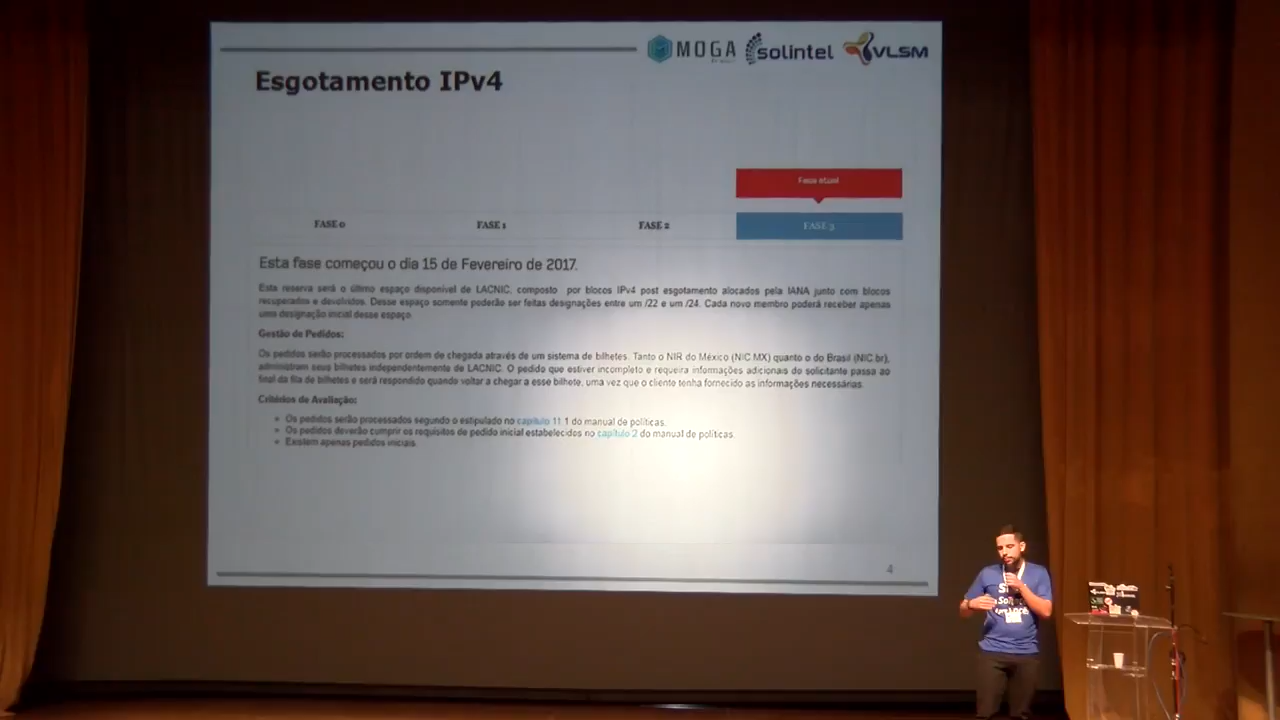 MOGA
solintel
VLSM
Esgotamento IPv4
Fase atual
FASE 0
FASE 1
FASE 2
FASE 3
Esta fase começou o dia 15 de Fevereiro de 2017.
Esta reserva será o último espaço disponível de LACNIC, composto por blocos IPv4 post esgotamento alocados pela IANA junto com blocos
recuperados e devolvidos. Desse espaço somente poderão ser feitas designações entre um /22 e um /24. Cada novo membro poderá receber apenas
uma designação inicial desse espaço.
Gestão de Pedidos:
Os pedidos serão processados por ordem de chegada através de um sistema de bilhetes. Tanto o NIR do México (NIC.MX) quanto o do Brasil (NIC.br),
administram seus bilhetes independentemente de LACNIC. O pedido que estiver incompleto e requeira informações adicionais do solicitante passa ao
final da fila de bilhetes e será respondido quando voltar a chegar a esse bilhete, uma vez que o cliente tenha fornecido as informações necessárias.
Critérios de Avaliação:
Os pedidos serão processados segundo o estipulado no capítulo 11.1 do manual de políticas.
Os pedidos deverão cumprir os requisitos de pedido inicial estabelecidos no capítulo 2 do manual de políticas.
Existem apenas pedidos iniciais.
4